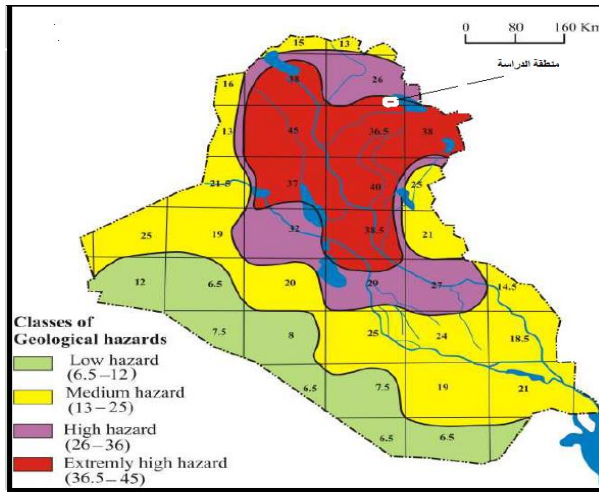 0 80 160 Km
منطقة الدراسة
15 13
38 26
16
13 45 36.5 38
21.5 37 40 25
25 19 32 38.5 21
12 6.5 20 29 27 14.5
7.5 8 25 24 18.5
6.5 7.5 19 21
6.5 6.5
Classes of
Geological hazards
Low hazard
(6.5–12)
Medium hazard
(13–25)
High hazard
(26–36)
Extremly high hazard
(36.5–45)